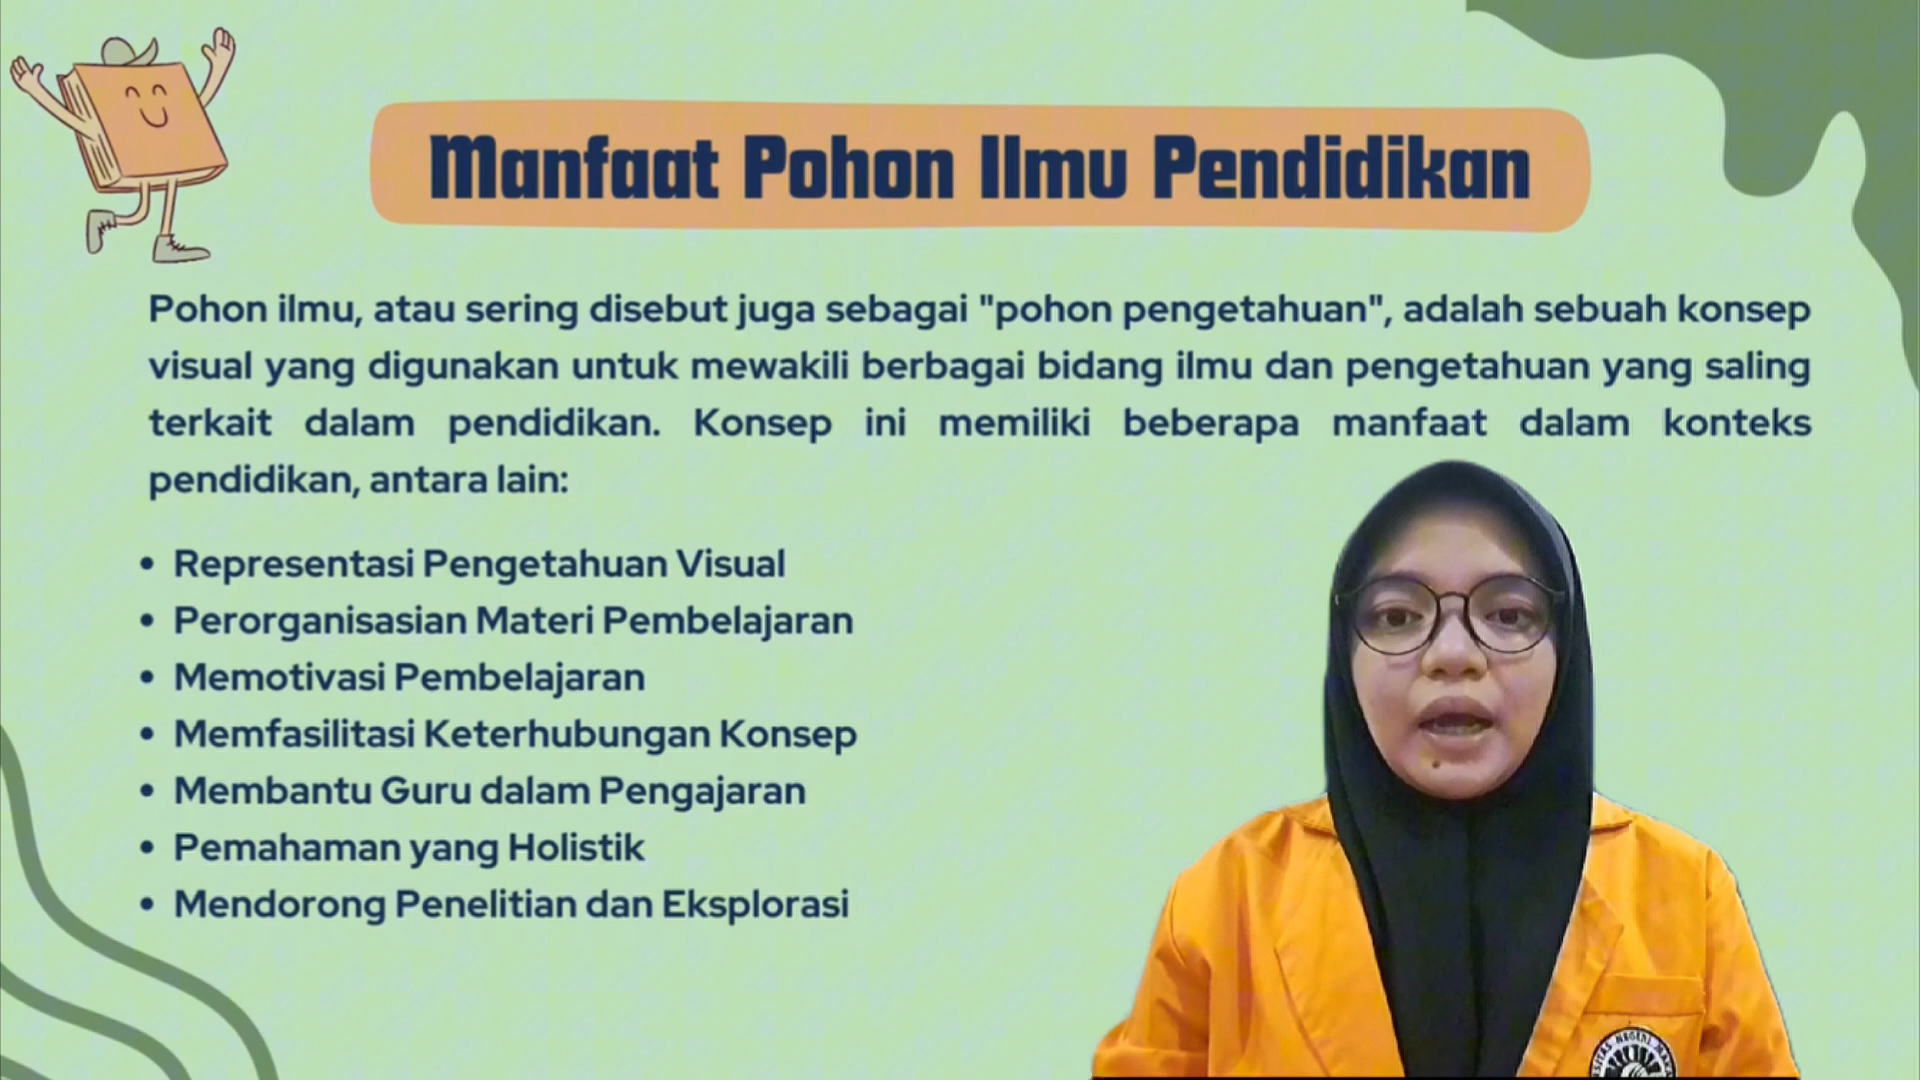 Manfaat Pohon Ilmu Pendidikan
Pohon ilmu, atau sering disebut juga sebagai "pohon pengetahuan", adalah sebuah konsep
visual yang digunakan untuk mewakili berbagai bidang ilmu dan pengetahuan yang saling
terkait dalam pendidikan. Konsep ini memiliki beberapa manfaat dalam konteks
pendidikan, antara lain:
• Representasi Pengetahuan Visual
• Perorganisasian Materi Pembelajaran
• Memotivasi Pembelajaran
• Memfasilitasi Keterhubungan Konsep
• Membantu Guru dalam Pengajaran
• Pemahaman yang Holistik
• Mendorong Penelitian dan Eksplorasi
NEGERI